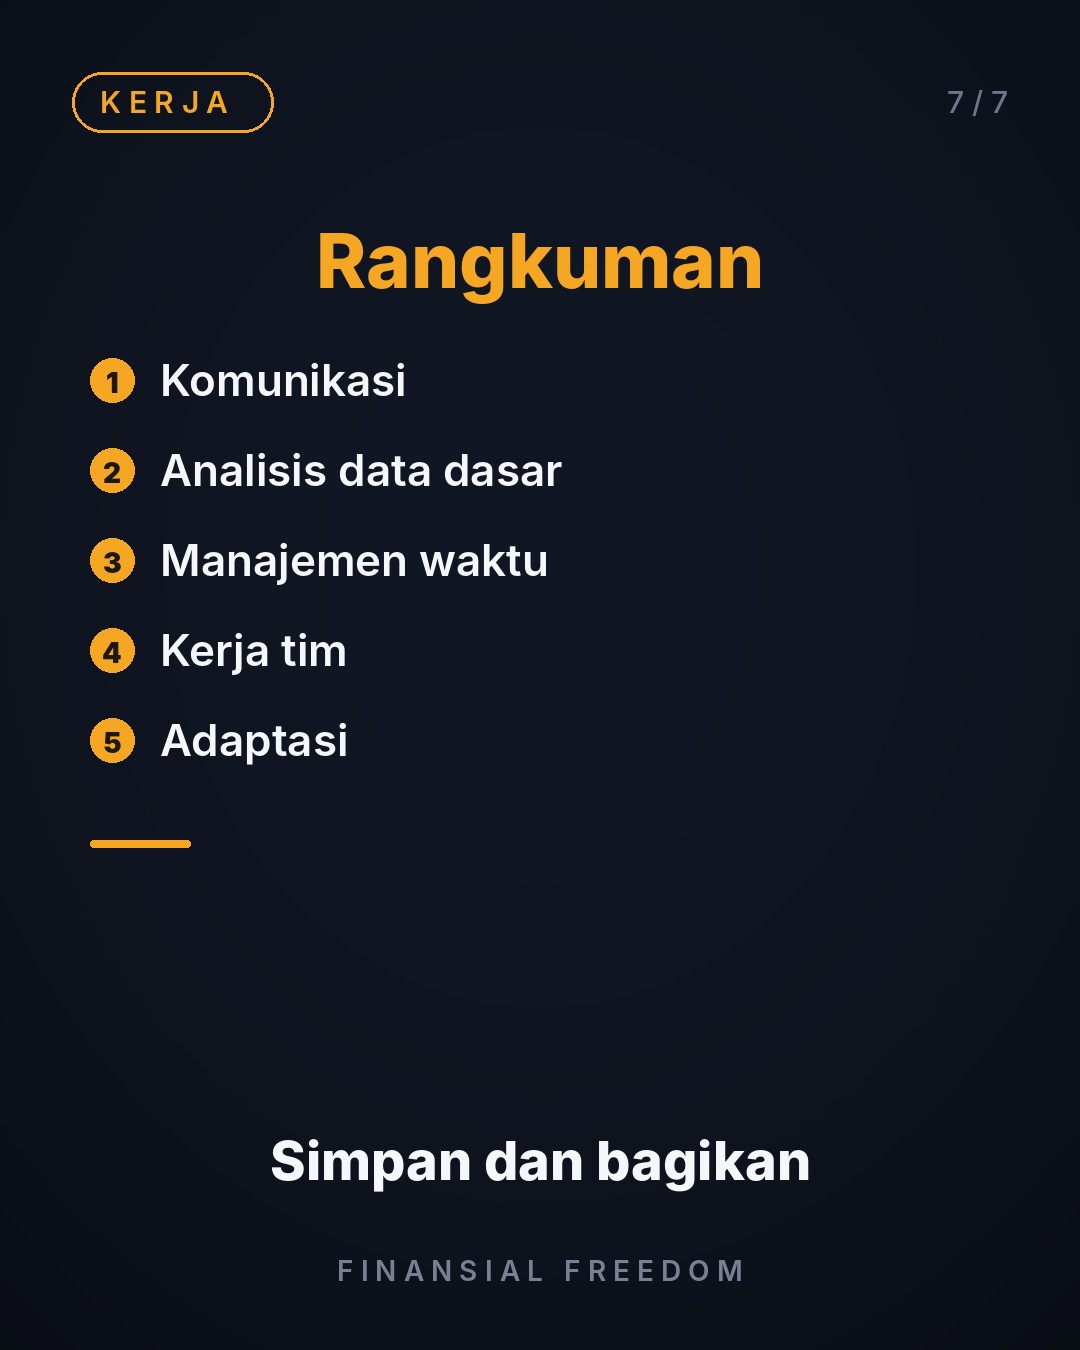 KERJA
7/7
Rangkuman
1 Komunikasi
2 Analisis data dasar
3 Manajemen waktu
4 Kerja tim
5 Adaptasi
Simpan dan bagikan
FINANSIAL FREEDOM